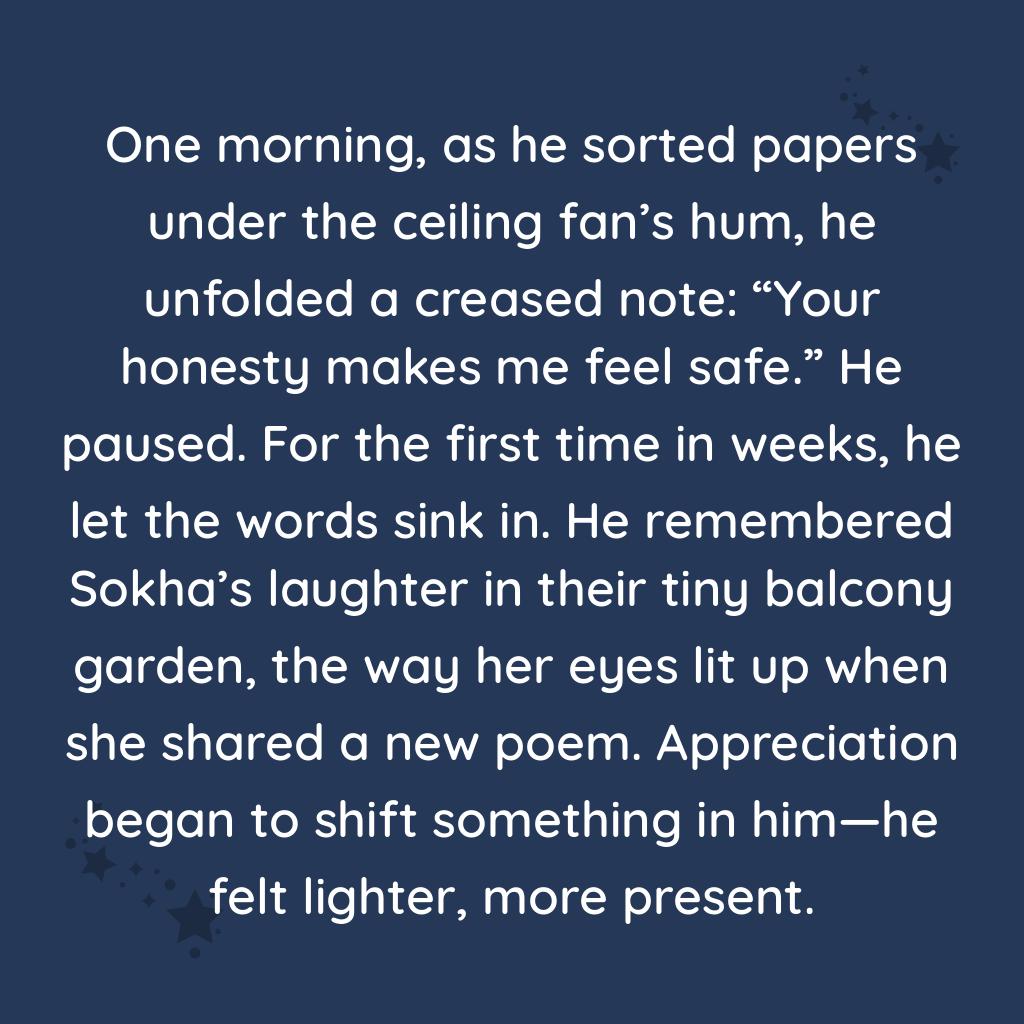 One morning, as he sorted papers
under the ceiling fan’s hum, he
unfolded a creased note: “Your
honesty makes me feel safe.” He
paused. For the first time in weeks, he
let the words sink in. He remembered
Sokha’s laughter in their tiny balcony
garden, the way her eyes lit up when
she shared a new poem. Appreciation
began to shift something in him—he
felt lighter, more present.